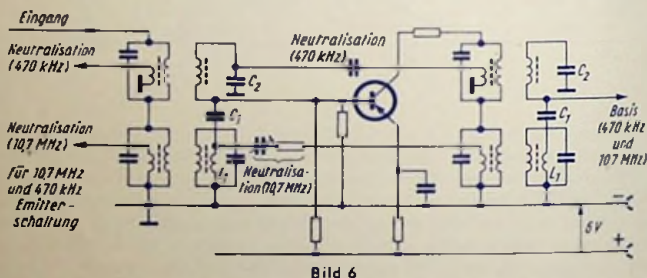 Eingang
Neutralisation
(470 kHz)
Neutralisation
(470 kHz)
C2
C2
C1
C1
Basis
(470 kHz
und
10,7 MHz)
Neutralisation
(10,7 MHz)
für 10,7 MHz
und 470 kHz
Emitter-
schaltung
L1
Neutralisa-
tion (10,7 MHz)
L1
6V
−
+
Bild 6